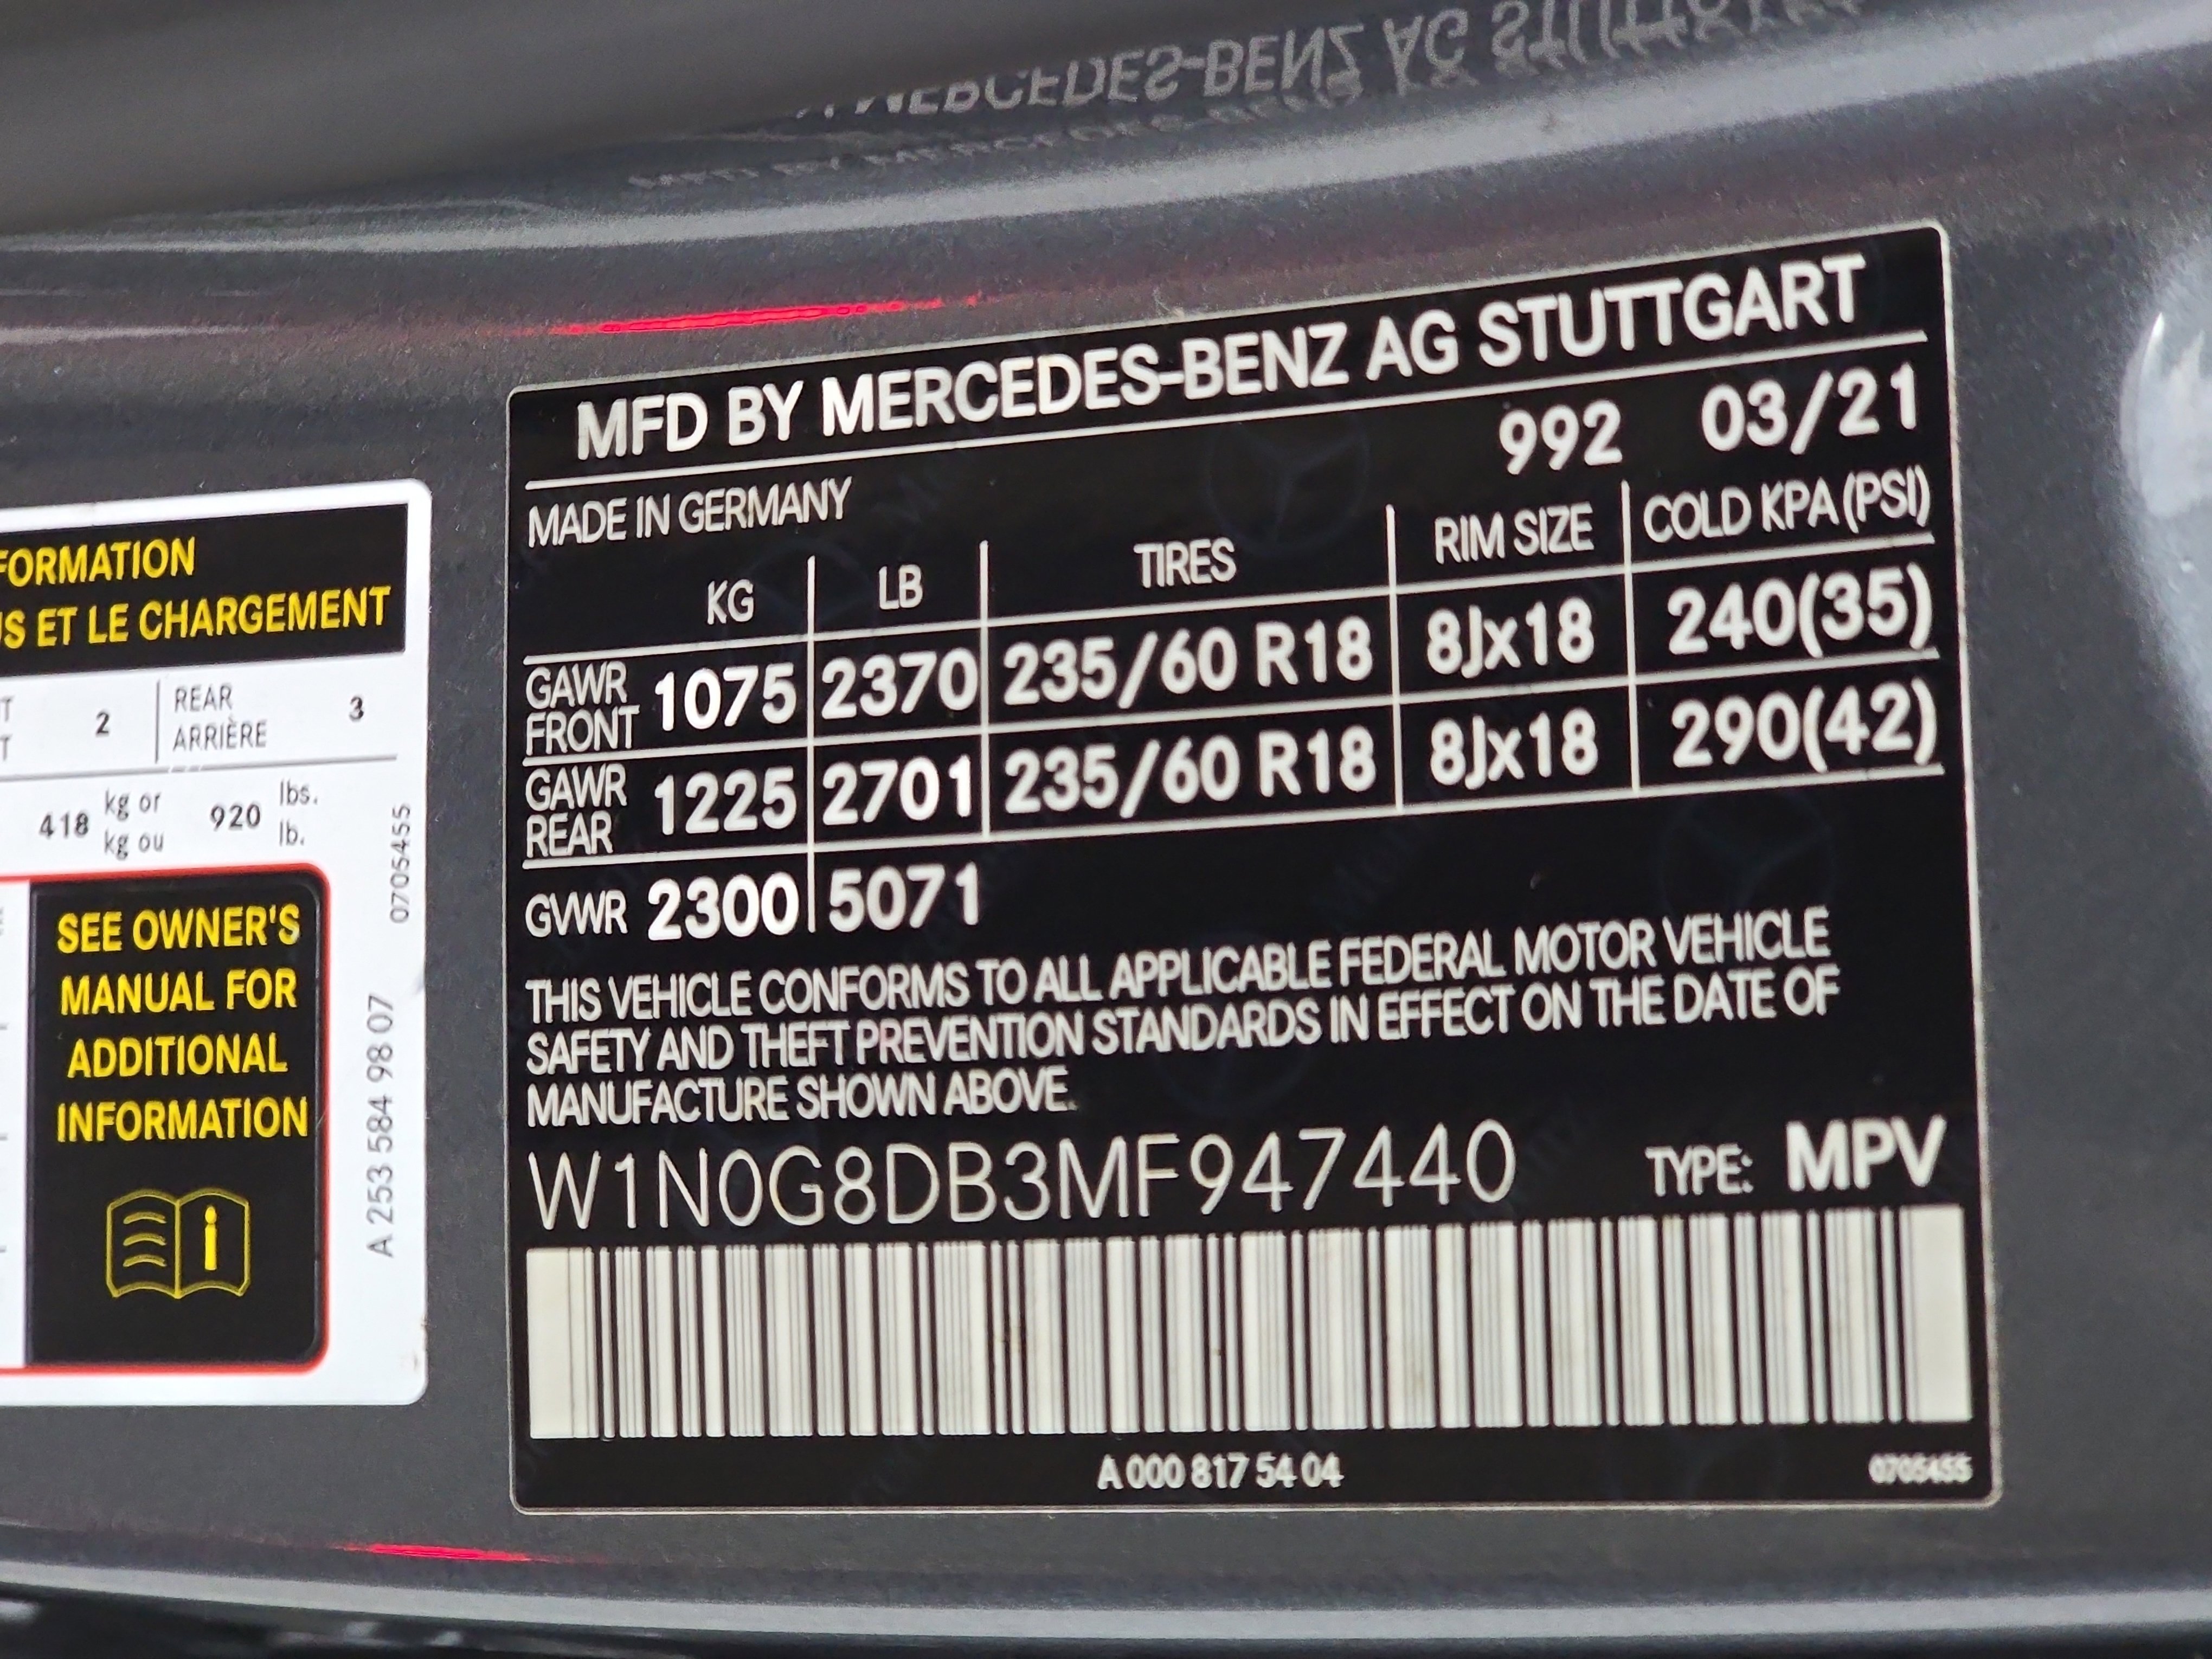 MFD BY MERCEDES-BENZ AG STUTTGART
992 03/21
MADE IN GERMANY
KG LB TIRES RIM SIZE COLD KPA(PSI)
GAWR FRONT 1075 2370 235/60 R18 8Jx18 240(35)
GAWR REAR 1225 2701 235/60 R18 8Jx18 290(42)
GVWR 2300 5071
THIS VEHICLE CONFORMS TO ALL APPLICABLE FEDERAL MOTOR VEHICLE
SAFETY AND THEFT PREVENTION STANDARDS IN EFFECT ON THE DATE OF
MANUFACTURE SHOWN ABOVE.
W1N0G8DB3MF947440 TYPE: MPV
A 000 817 54 04 0705455
FORMATION
ET LE CHARGEMENT
2 REAR 3
ARRIÈRE
418 kg or 920 lbs.
kg ou lb.
SEE OWNER'S
MANUAL FOR
ADDITIONAL
INFORMATION
A 253 584 98 07 0705455
MERCEDES-BENZ AG